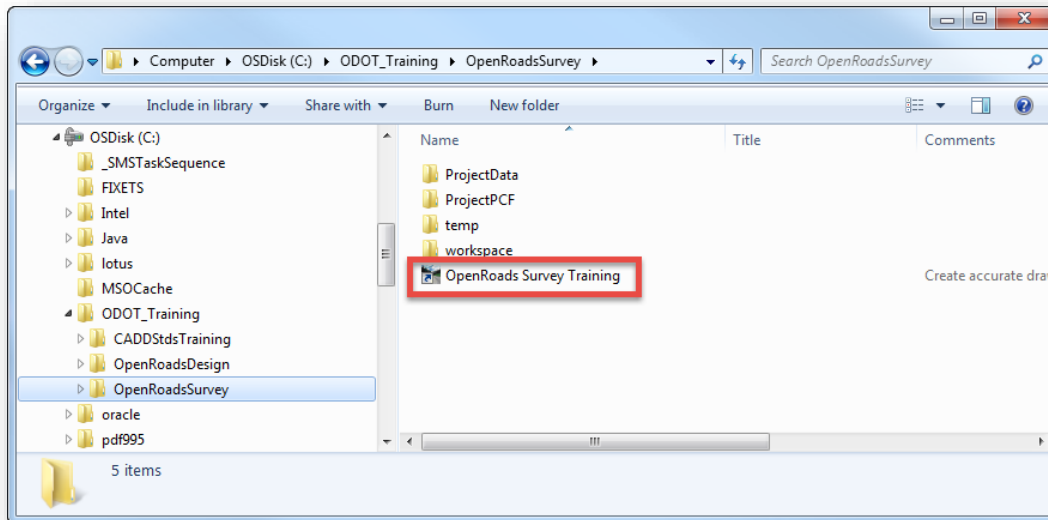 Computer OSDisk (C:) ODOT_Training OpenRoadsSurvey Search OpenRoadsSurvey
Organize Include in library Share with Burn New folder
OSDisk (C:)
_SMSTaskSequence
FIXETS
Intel
Java
lotus
MSOCache
ODOT_Training
CADDStdsTraining
OpenRoadsDesign
OpenRoadsSurvey
oracle
pdf995
Name Title Comments
ProjectData
ProjectPCF
temp
workspace
OpenRoads Survey Training Create accurate dra
5 items